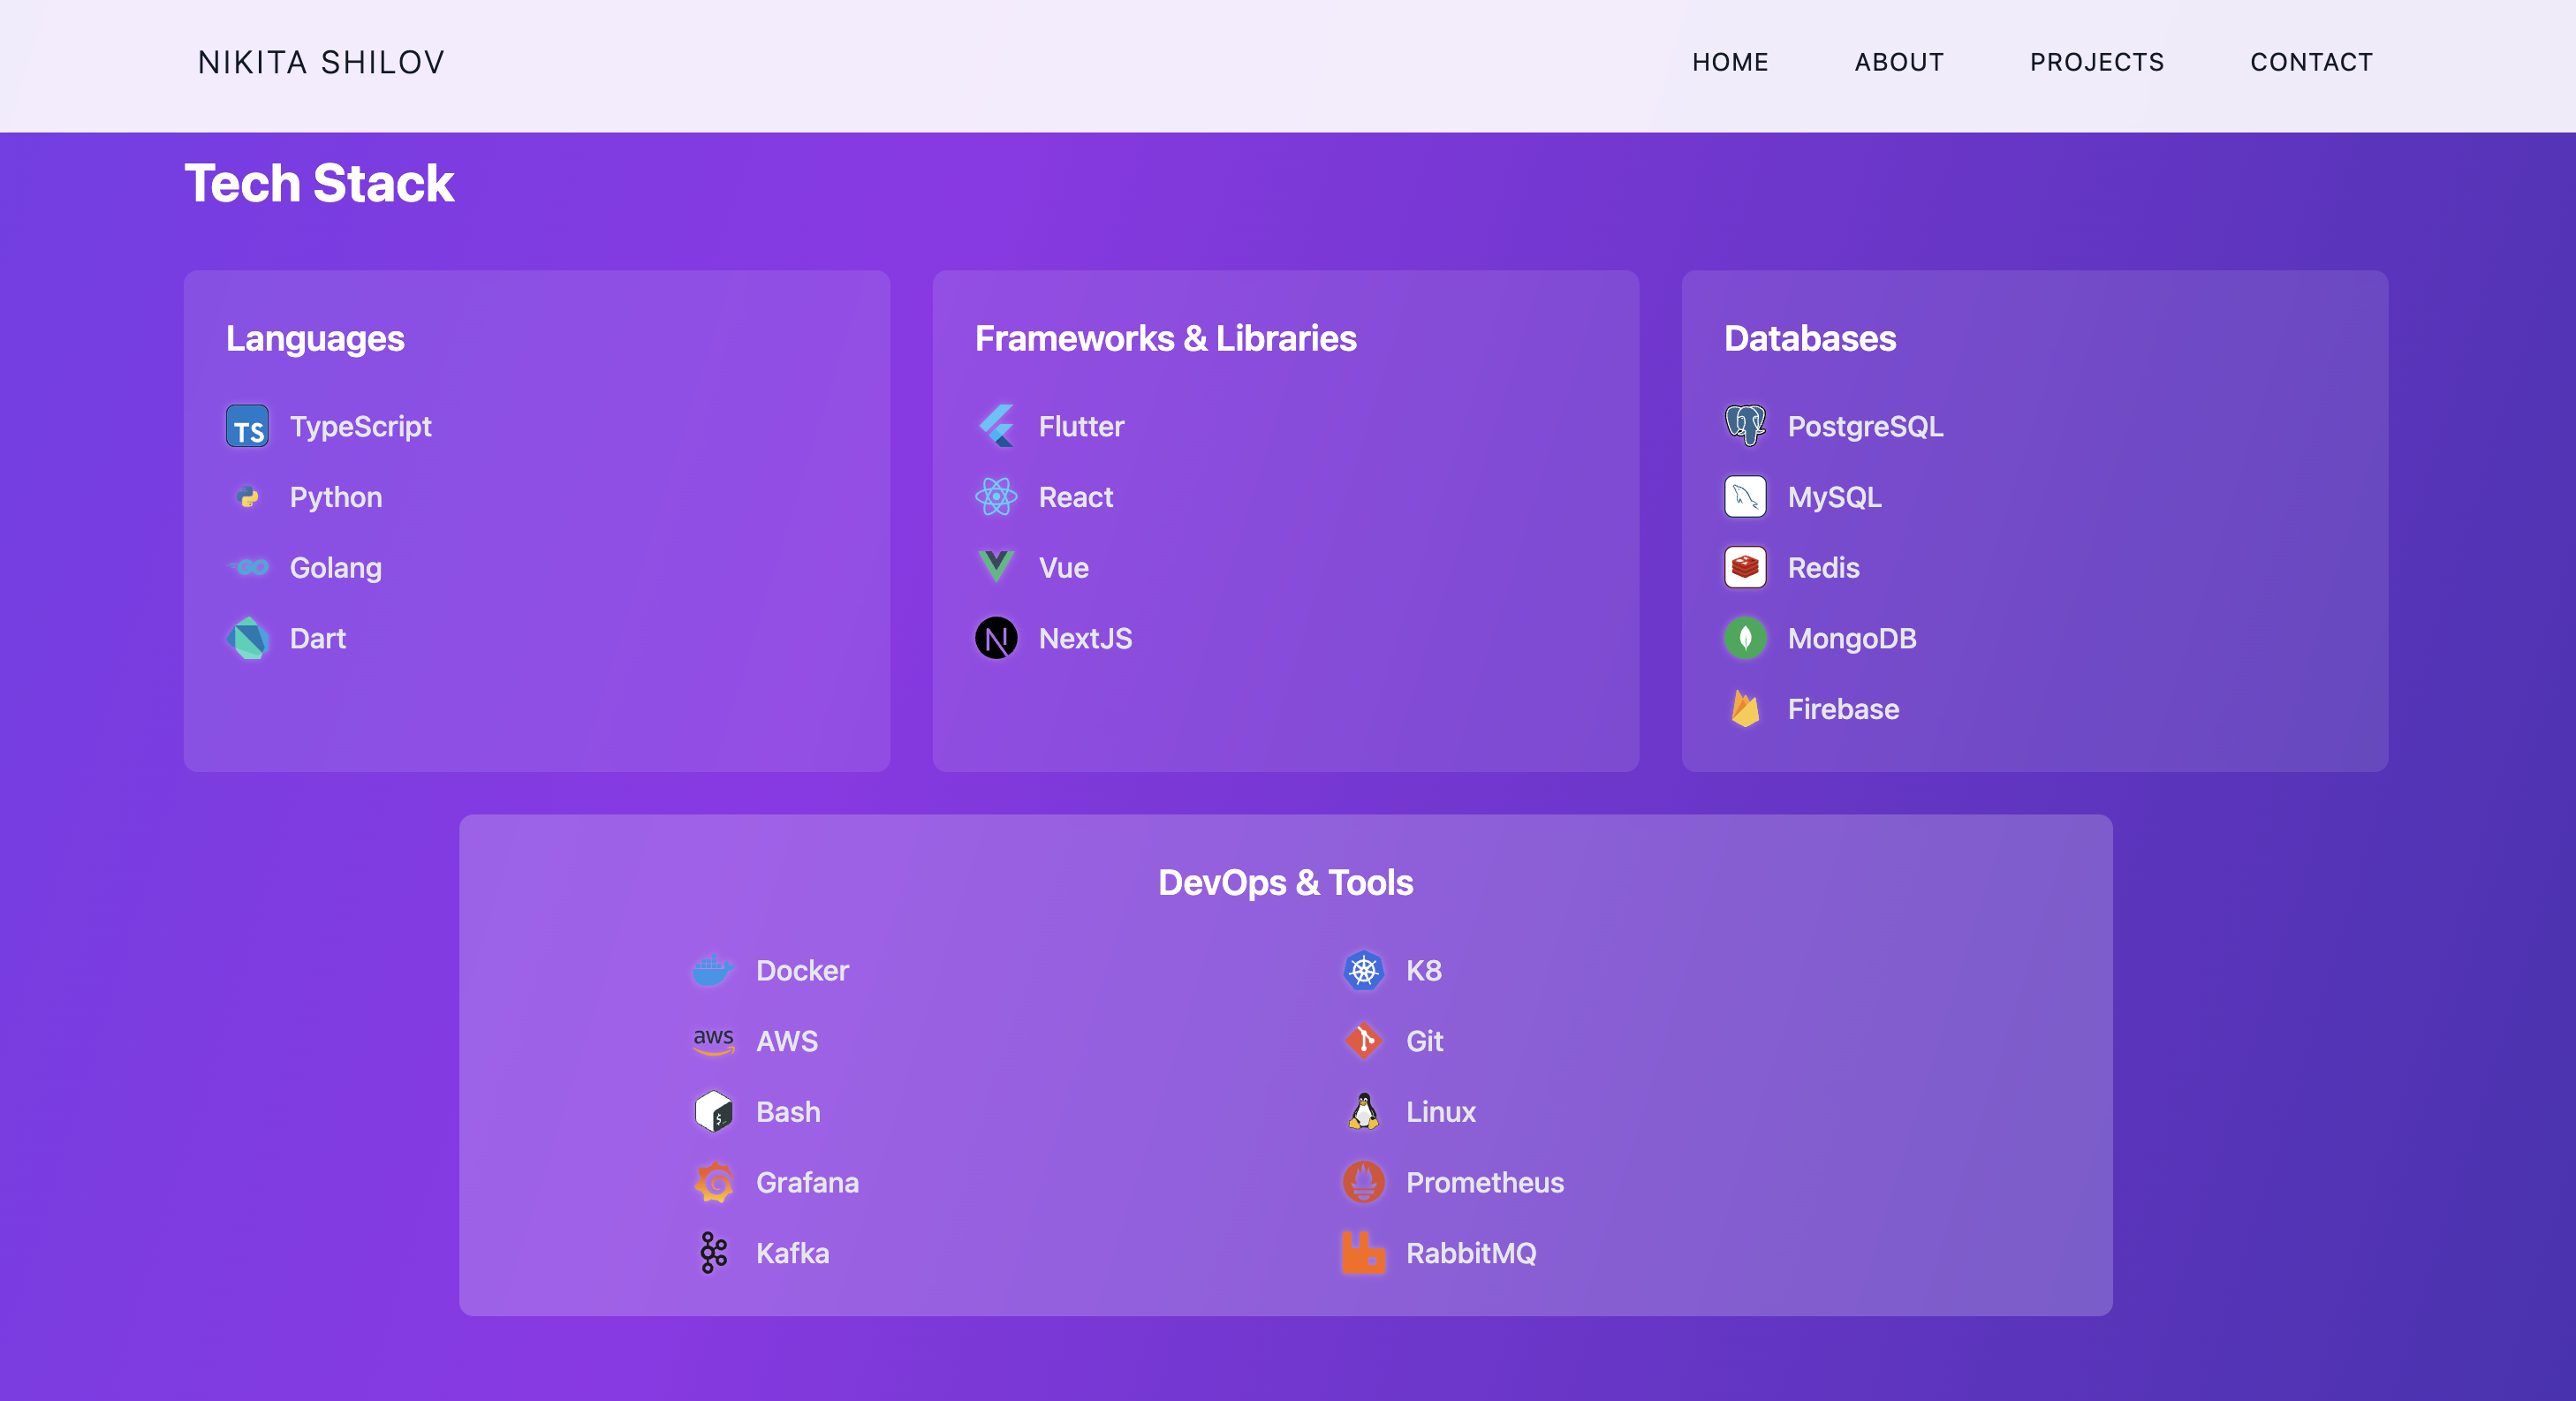 NIKITA SHILOV
HOME ABOUT PROJECTS CONTACT
Tech Stack
Languages
TS TypeScript
Python
GO Golang
Dart
Frameworks & Libraries
Flutter
React
Vue
N NextJS
Databases
PostgreSQL
MySQL
Redis
MongoDB
Firebase
DevOps & Tools
Docker
K8
aws AWS
Git
$ Bash
Linux
Grafana
Prometheus
Kafka
RabbitMQ